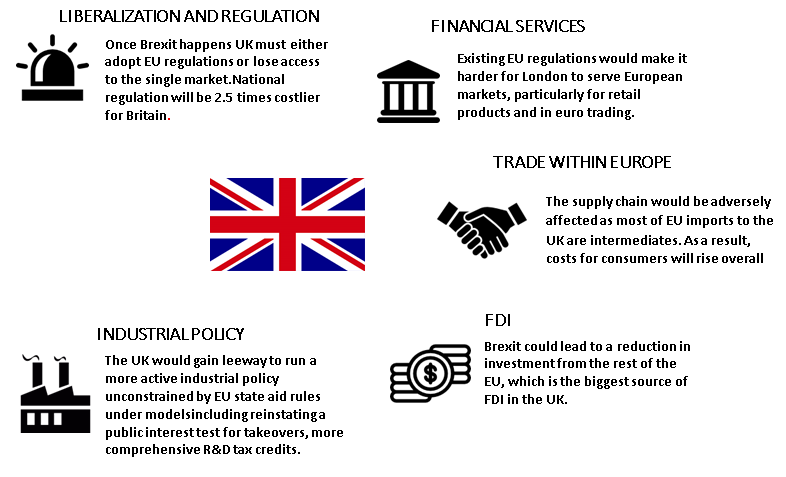 LIBERALIZATION AND REGULATION
Once Brexit happens UK must either
adopt EU regulations or lose access
to the single market.National
regulation will be 2.5 times costlier
for Britain.
FINANCIAL SERVICES
Existing EU regulations would make it
harder for London to serve European
markets, particularly for retail
products and in euro trading.
TRADE WITHIN EUROPE
The supply chain would be adversely
affected as most of EU imports to the
UK are intermediates. As a result,
costs for consumers will rise overall
INDUSTRIAL POLICY
The UK would gain leeway to run a
more active industrial policy
unconstrained by EU state aid rules
under modelsincluding reinstating a
public interest test for takeovers, more
comprehensive R&D tax credits.
FDI
Brexit could lead to a reduction in
investment from the rest of the
EU, which is the biggest source of
FDI in the UK.
$